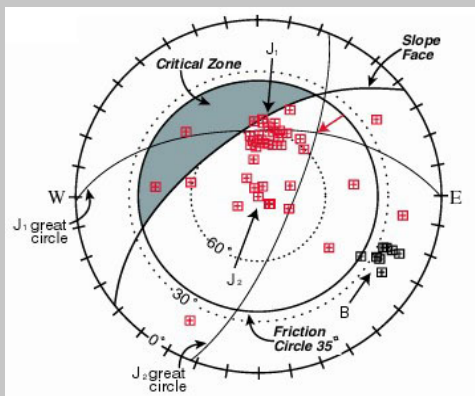 J1
Slope
Face
Critical Zone
W
E
J1 great
circle
60°
J2
B
30°
Friction
Circle 35°
0°
J2 great
circle